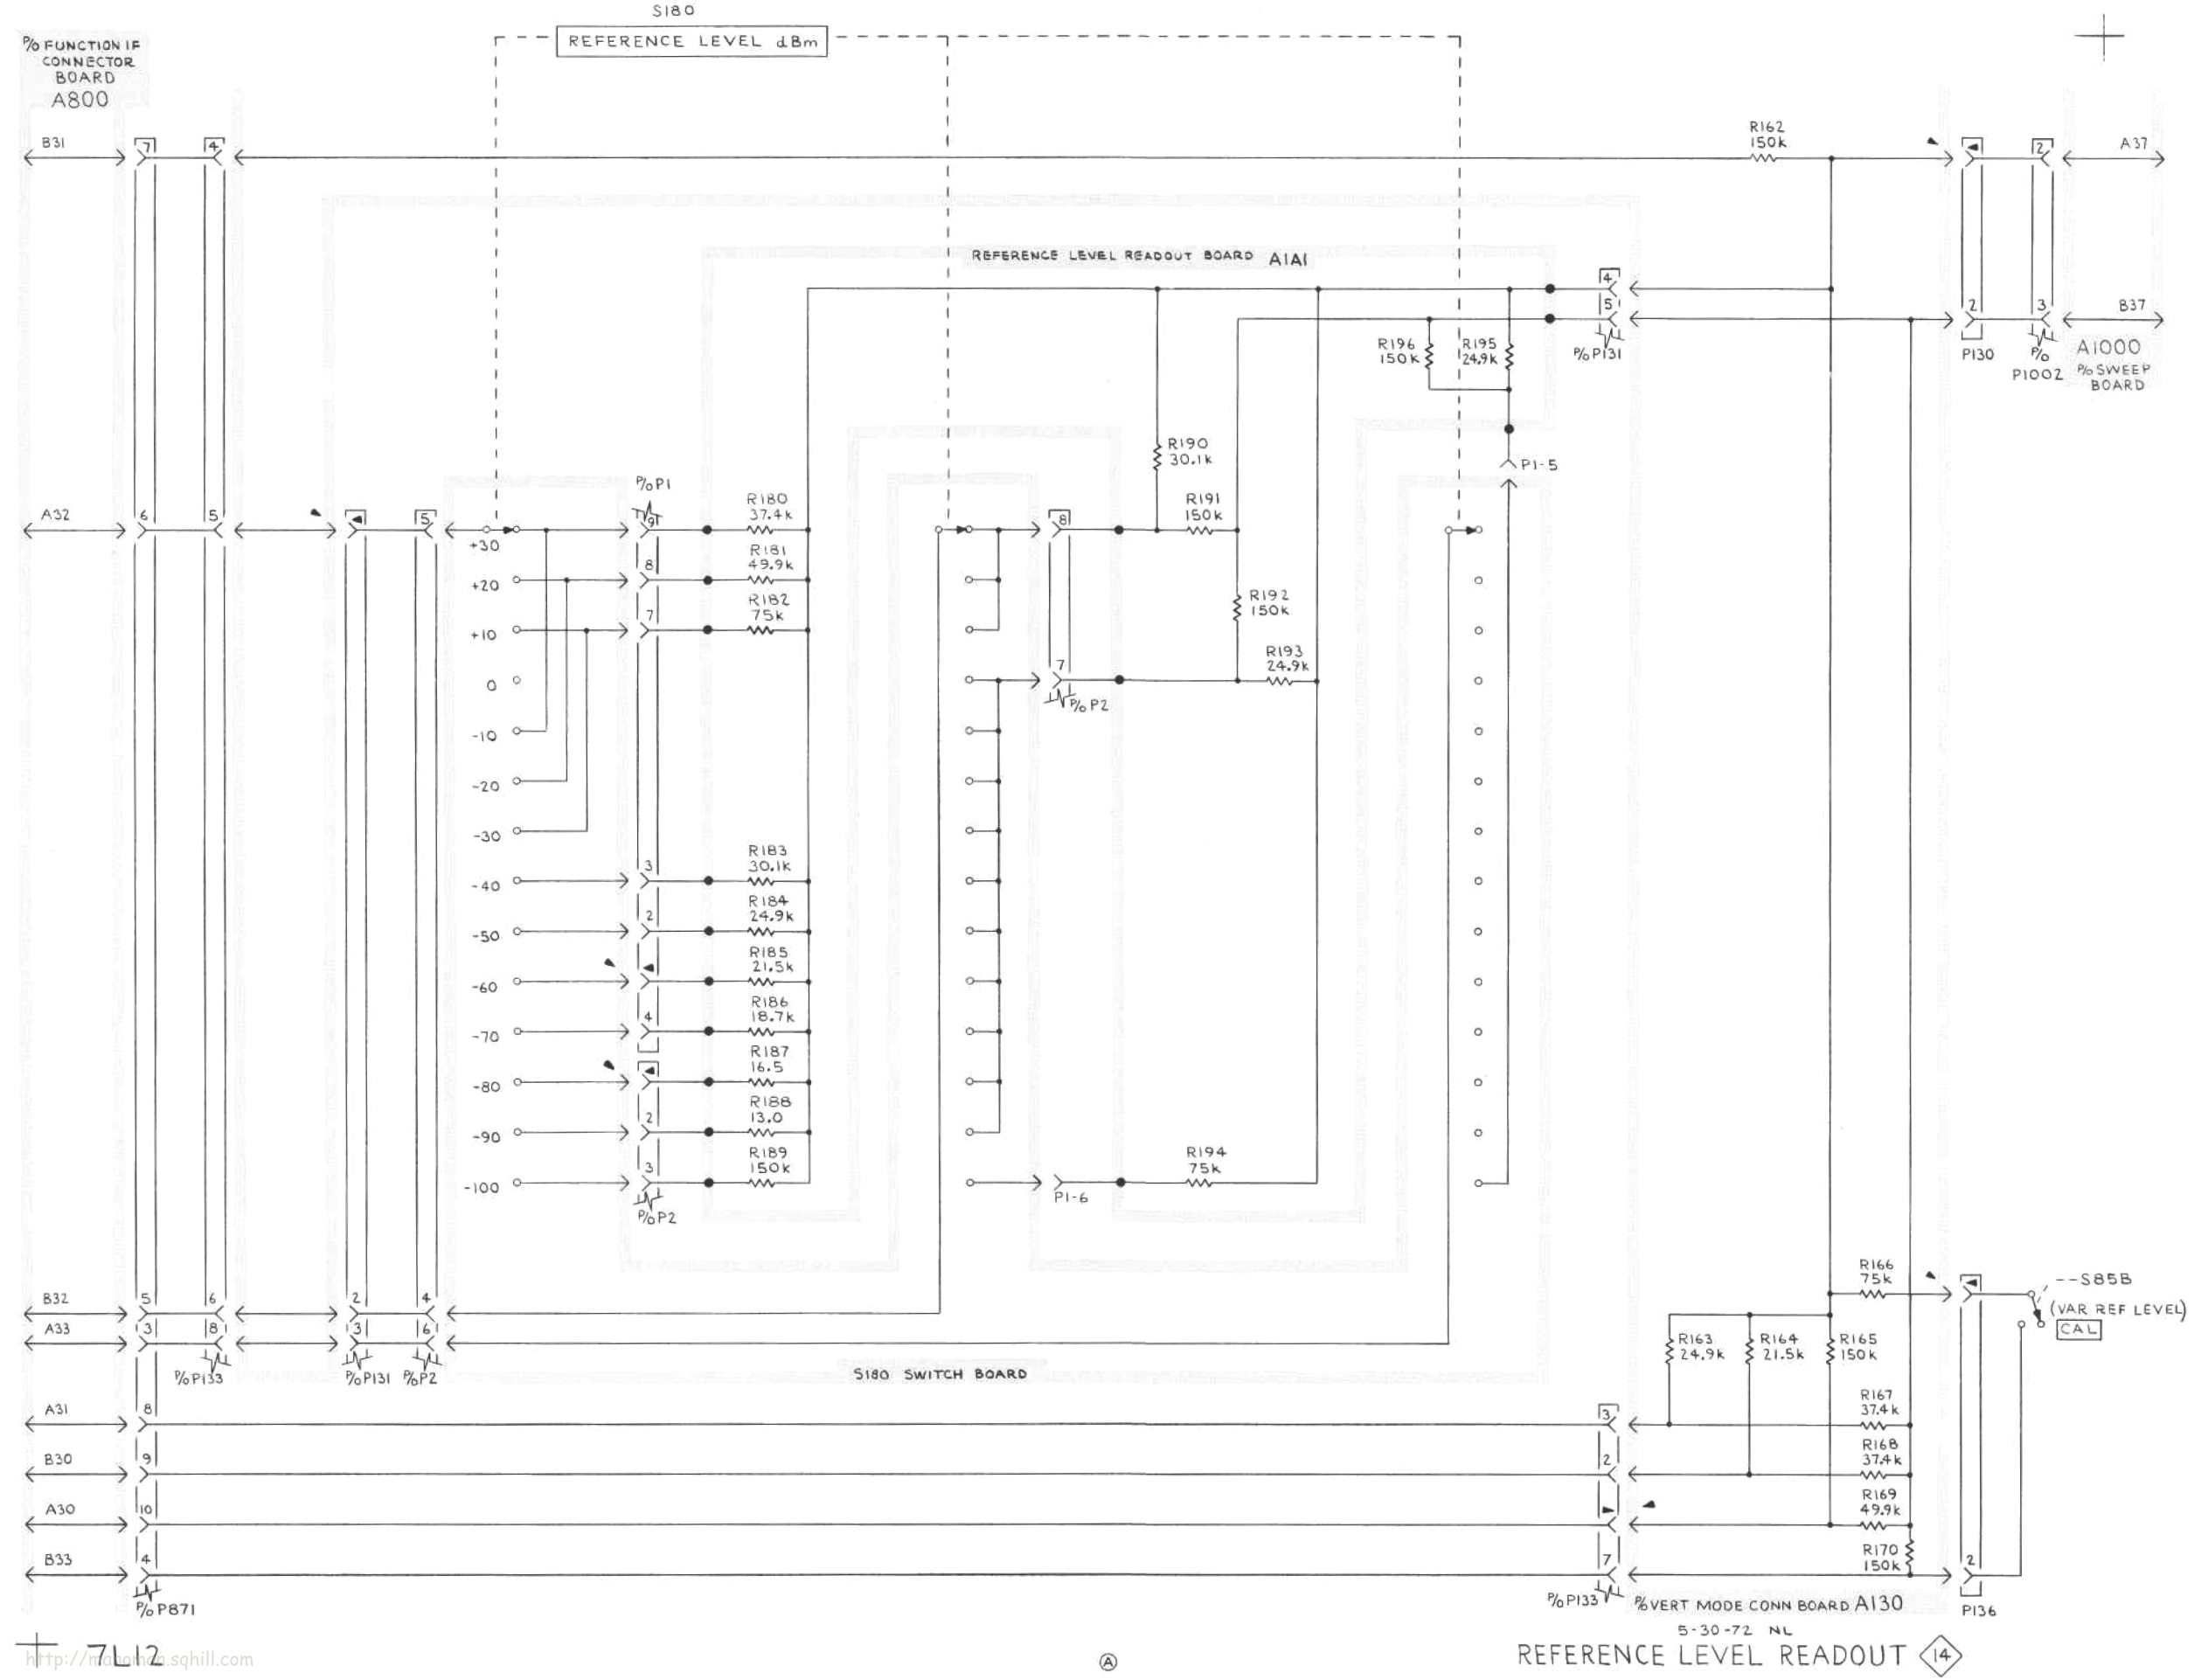 S180
REFERENCE LEVEL dBm
P/O FUNCTION IF
CONNECTOR
BOARD
A800
B31
7
4
R162
150k
2
A37
REFERENCE LEVEL READOUT BOARD A1A1
4
5
R196
150k
R195
24.9k
P/O P131
2
3
B37
P130
P/O
P1002
A1000
P/O SWEEP
BOARD
R190
30.1k
P1-5
P/O P1
A32
6
5
5
+30
9
R180
37.4k
8
R191
150k
+20
8
R181
49.9k
+10
7
R182
75k
R192
150k
0
7
R193
24.9k
P/O P2
-10
-20
-30
-40
3
R183
30.1k
-50
2
R184
24.9k
-60
R185
21.5k
-70
4
R186
18.7k
-80
R187
16.5
-90
2
R188
13.0
-100
3
R189
150k
P/O P2
P1-6
R194
75k
B32
5
6
2
4
A33
3
8
3
6
P/O P133
P/O P131
P/O P2
S180 SWITCH BOARD
R166
75k
--S85B
(VAR REF LEVEL)
CAL
R163
24.9k
R164
21.5k
R165
150k
A31
8
3
R167
37.4k
B30
9
2
R168
37.4k
A30
10
R169
49.9k
B33
4
7
R170
150k
2
P/O P871
P/O P133
P/O VERT MODE CONN BOARD A130
P136
5-30-72 NL
7L12
http://mahoman.sqhill.com
A
REFERENCE LEVEL READOUT
14